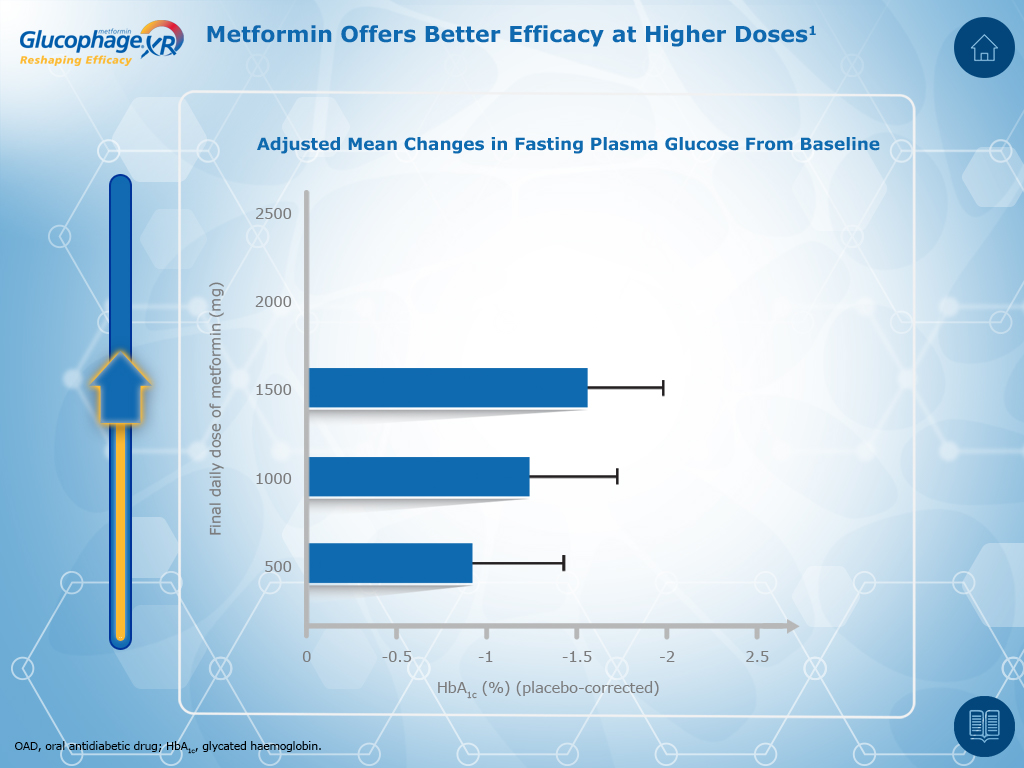 metformin
Glucophage XR
Reshaping Efficacy
Metformin Offers Better Efficacy at Higher Doses¹
Adjusted Mean Changes in Fasting Plasma Glucose From Baseline
Final daily dose of metformin (mg)
2500
2000
1500
1000
500
0 -0.5 -1 -1.5 -2 2.5
HbA1c (%) (placebo-corrected)
OAD, oral antidiabetic drug; HbA1c, glycated haemoglobin.